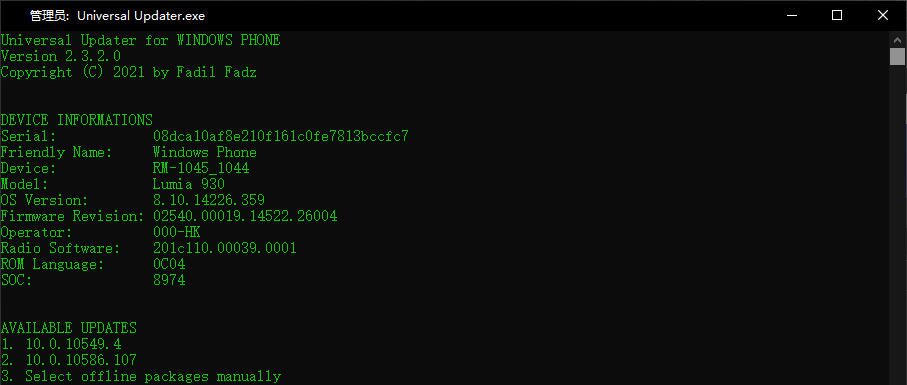 管理员: Universal Updater.exe
Universal Updater for WINDOWS PHONE
Version 2.3.2.0
Copyright (C) 2021 by Fadil Fadz
DEVICE INFORMATIONS
Serial: 08dca10af8e210f161c0fe7813bccfc7
Friendly Name: Windows Phone
Device: RM-1045_1044
Model: Lumia 930
OS Version: 8.10.14226.359
Firmware Revision: 02540.00019.14522.26004
Operator: 000-HK
Radio Software: 201c110.00039.0001
ROM Language: 0C04
SOC: 8974
AVAILABLE UPDATES
1. 10.0.10549.4
2. 10.0.10586.107
3. Select offline packages manually